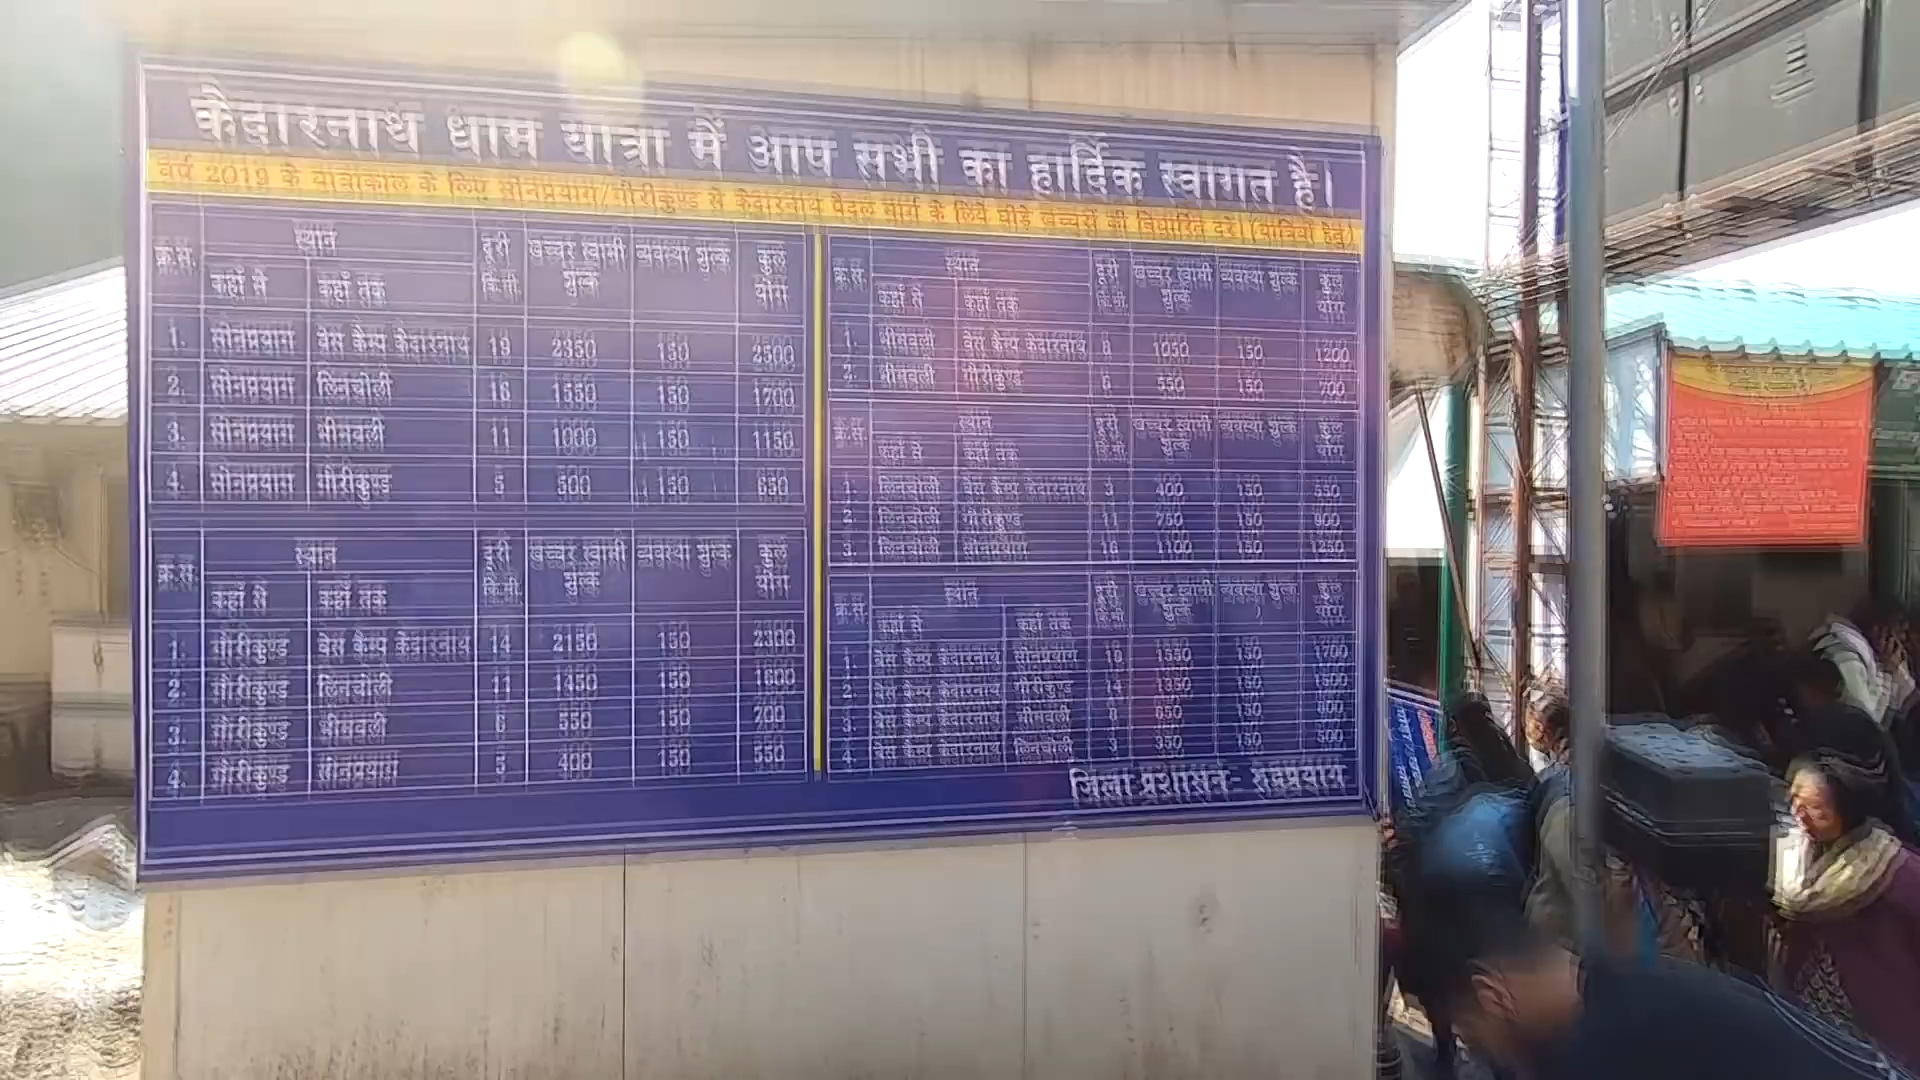 केदारनाथ धाम यात्रा में आप सभी का हार्दिक स्वागत है।
वर्ष 2019 के यात्राकाल के लिए सोनप्रयाग/गौरीकुण्ड से केदारनाथ पैदल मार्ग के लिये घोड़े खच्चरों की निर्धारित दरें। (यात्रियों हेतु)
क्र.सं. स्थान दूरी कि.मी. खच्चर स्वामी शुल्क व्यवस्था शुल्क कुल योग
कहाँ से कहाँ तक
1. सोनप्रयाग बेस कैम्प केदारनाथ 19 2350 150 2500
2. सोनप्रयाग लिनचोली 16 1550 150 1700
3. सोनप्रयाग भीमबली 11 1000 150 1150
4. सोनप्रयाग गौरीकुण्ड 5 500 150 650
क्र.सं. स्थान दूरी कि.मी. खच्चर स्वामी शुल्क व्यवस्था शुल्क कुल योग
कहाँ से कहाँ तक
1. गौरीकुण्ड बेस कैम्प केदारनाथ 14 2150 150 2300
2. गौरीकुण्ड लिनचोली 11 1450 150 1600
3. गौरीकुण्ड भीमबली 6 550 150 700
4. गौरीकुण्ड सोनप्रयाग 5 400 150 550
क्र.सं. स्थान दूरी कि.मी. खच्चर स्वामी शुल्क व्यवस्था शुल्क कुल योग
कहाँ से कहाँ तक
1. भीमबली बेस कैम्प केदारनाथ 8 1050 150 1200
2. भीमबली गौरीकुण्ड 6 550 150 700
क्र.सं. स्थान दूरी कि.मी. खच्चर स्वामी शुल्क व्यवस्था शुल्क कुल योग
कहाँ से कहाँ तक
1. लिनचोली बेस कैम्प केदारनाथ 3 400 150 550
2. लिनचोली गौरीकुण्ड 11 750 150 900
3. लिनचोली सोनप्रयाग 16 1100 150 1250
क्र.सं. स्थान दूरी कि.मी. खच्चर स्वामी शुल्क व्यवस्था शुल्क कुल योग
कहाँ से कहाँ तक
1. बेस कैम्प केदारनाथ सोनप्रयाग 19 1550 150 1700
2. बेस कैम्प केदारनाथ गौरीकुण्ड 14 1350 150 1500
3. बेस कैम्प केदारनाथ भीमबली 8 650 150 800
4. बेस कैम्प केदारनाथ लिनचोली 3 350 150 500
जिला प्रशासन- रुद्रप्रयाग